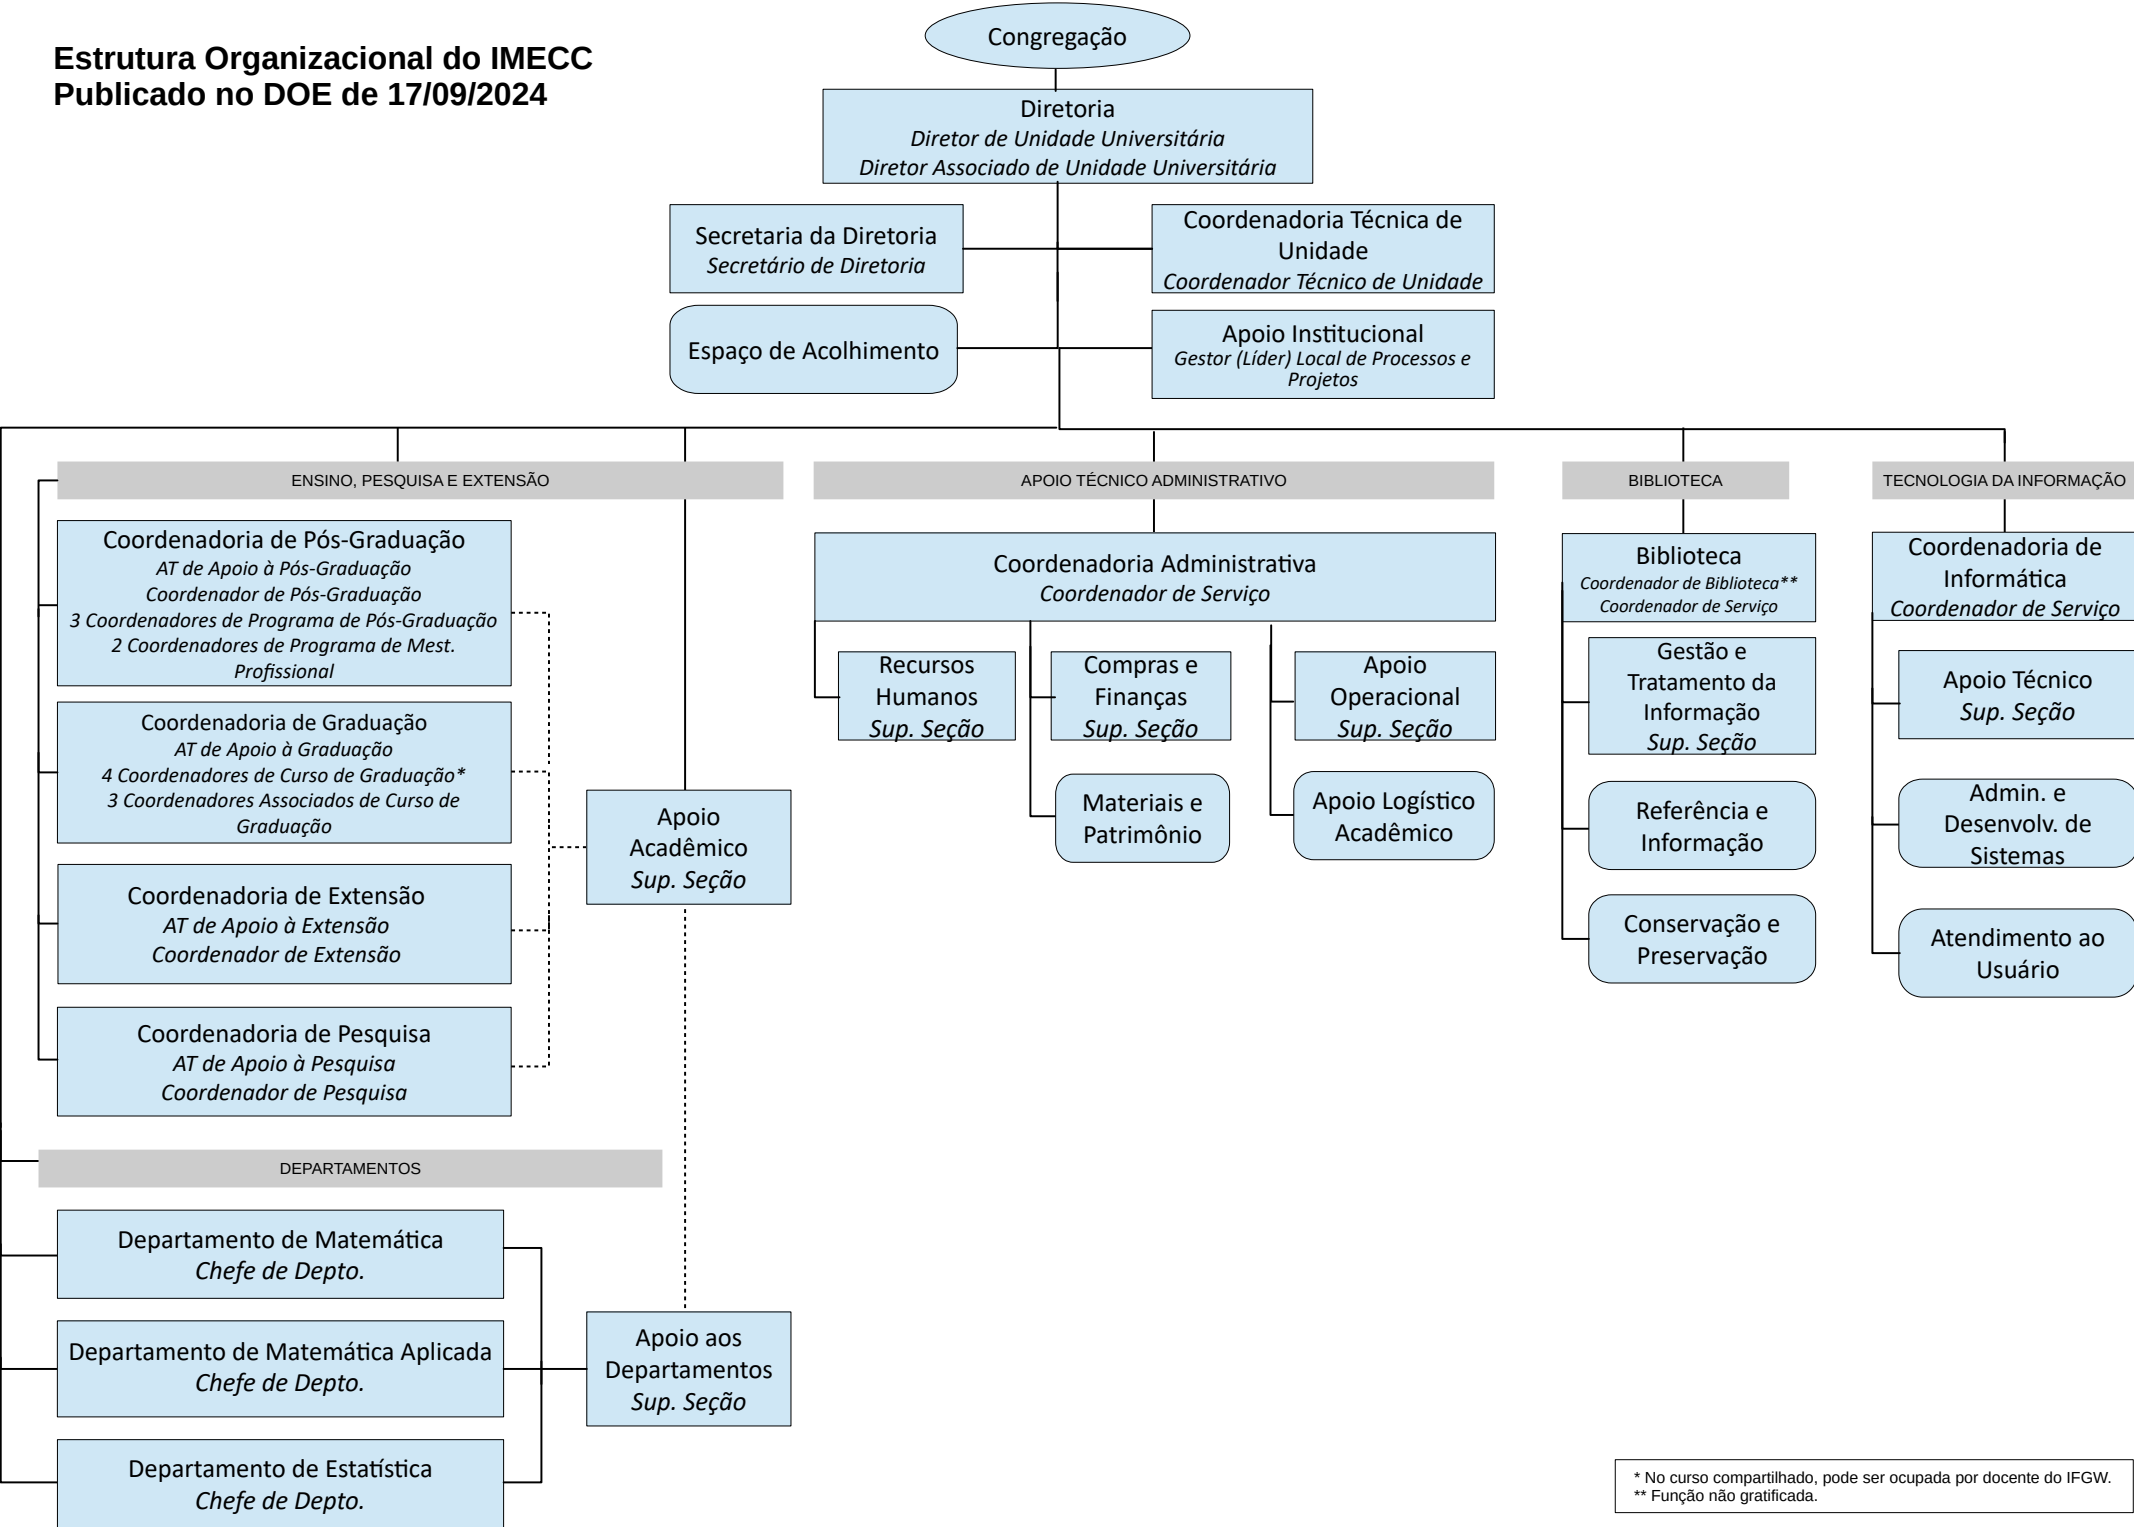 Estrutura Organizacional do IMECC
Publicado no DOE de 17/09/2024
Congregação
Diretoria
Diretor de Unidade Universitária
Diretor Associado de Unidade Universitária
Secretaria da Diretoria
Secretário de Diretoria
Coordenadoria Técnica de
Unidade
Coordenador Técnico de Unidade
Espaço de Acolhimento
Apoio Institucional
Gestor (Líder) Local de Processos e
Projetos
ENSINO, PESQUISA E EXTENSÃO
Coordenadoria de Pós-Graduação
AT de Apoio à Pós-Graduação
Coordenador de Pós-Graduação
3 Coordenadores de Programa de Pós-Graduação
2 Coordenadores de Programa de Mest.
Profissional
Coordenadoria de Graduação
AT de Apoio à Graduação
4 Coordenadores de Curso de Graduação*
3 Coordenadores Associados de Curso de
Graduação
Coordenadoria de Extensão
AT de Apoio à Extensão
Coordenador de Extensão
Coordenadoria de Pesquisa
AT de Apoio à Pesquisa
Coordenador de Pesquisa
Apoio
Acadêmico
Sup. Seção
DEPARTAMENTOS
Departamento de Matemática
Chefe de Depto.
Departamento de Matemática Aplicada
Chefe de Depto.
Departamento de Estatística
Chefe de Depto.
Apoio aos
Departamentos
Sup. Seção
APOIO TÉCNICO ADMINISTRATIVO
Coordenadoria Administrativa
Coordenador de Serviço
Recursos
Humanos
Sup. Seção
Compras e
Finanças
Sup. Seção
Apoio
Operacional
Sup. Seção
Materiais e
Patrimônio
Apoio Logístico
Acadêmico
BIBLIOTECA
Biblioteca
Coordenador de Biblioteca**
Coordenador de Serviço
Gestão e
Tratamento da
Informação
Sup. Seção
Referência e
Informação
Conservação e
Preservação
TECNOLOGIA DA INFORMAÇÃO
Coordenadoria de
Informática
Coordenador de Serviço
Apoio Técnico
Sup. Seção
Admin. e
Desenvolv. de
Sistemas
Atendimento ao
Usuário
* No curso compartilhado, pode ser ocupada por docente do IFGW.
** Função não gratificada.